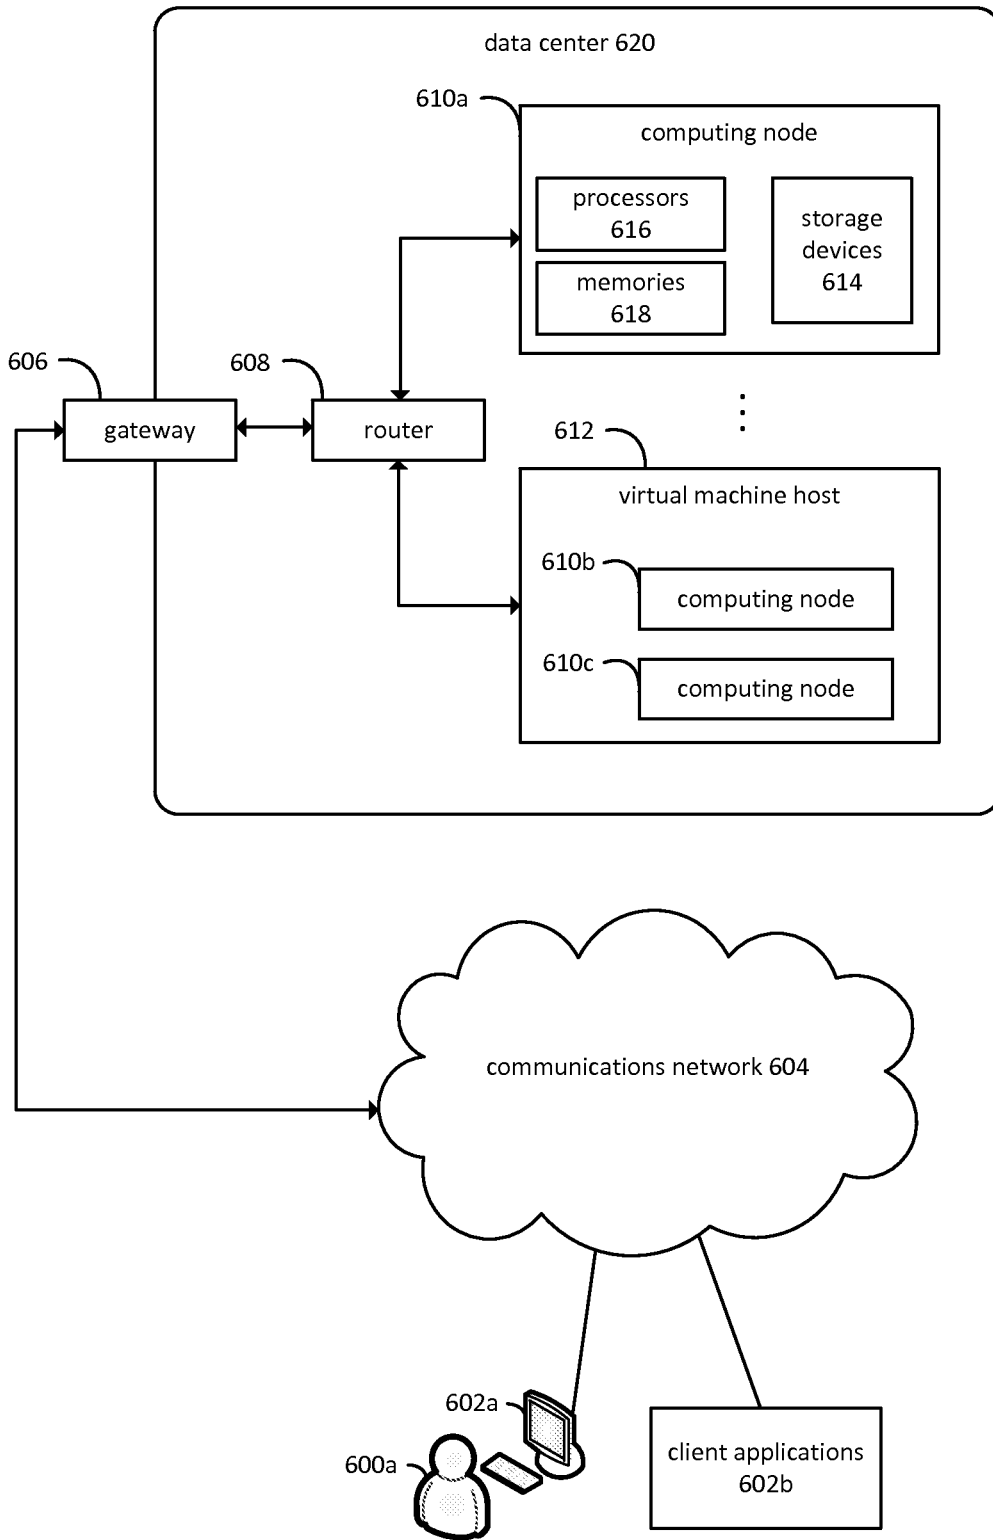 data center 620
610a
computing node
processors
616
storage
devices
614
memories
618
606
608
gateway
router
612
virtual machine host
610b
computing node
610c
computing node
communications network 604
602a
600a
client applications
602b